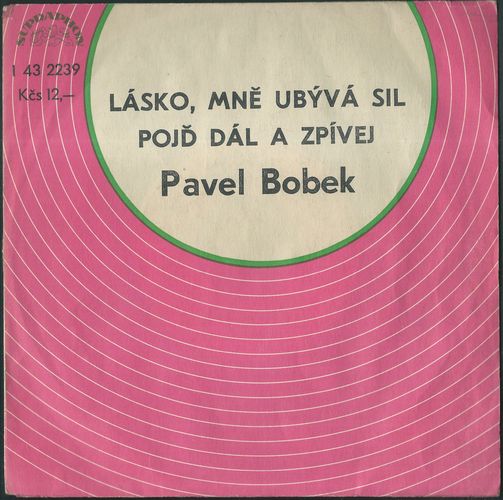 SUPRAPHON
1 43 2239
Kčs 12,—
LÁSKO, MNĚ UBÝVÁ SIL
POJĎ DÁL A ZPÍVEJ
Pavel Bobek